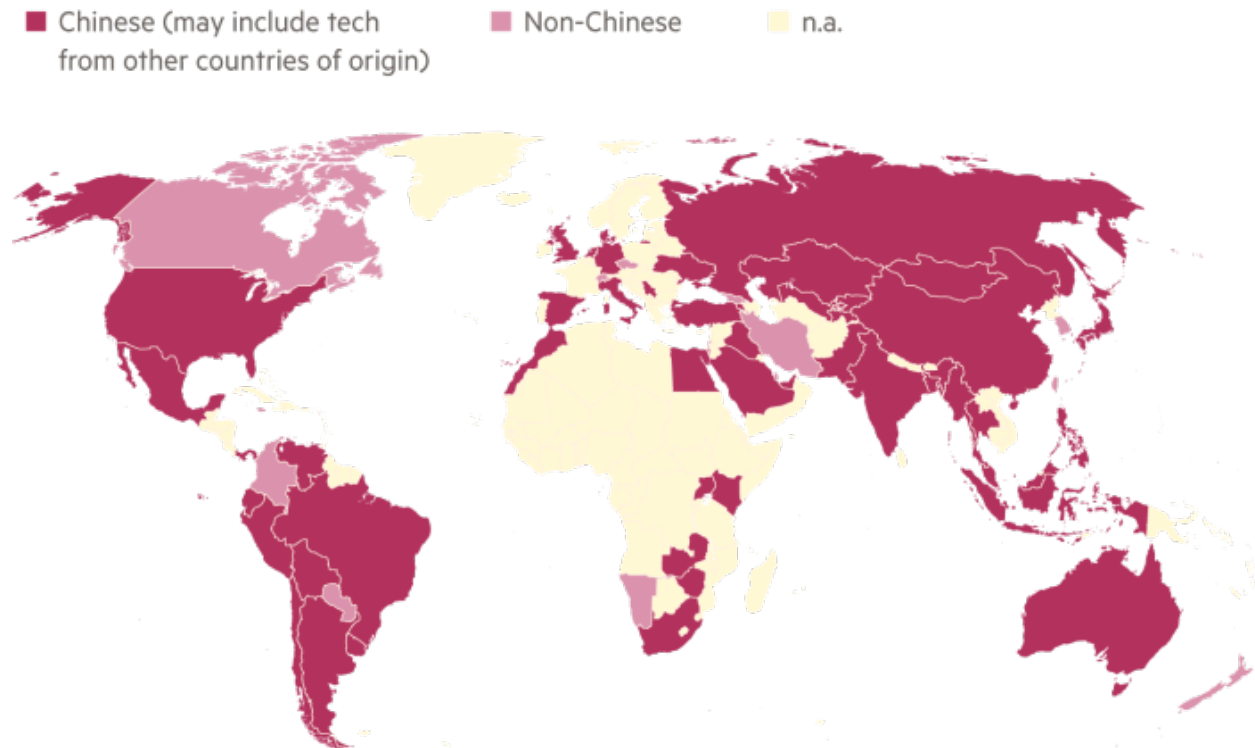 Chinese (may include tech
from other countries of origin)
Non-Chinese
n.a.